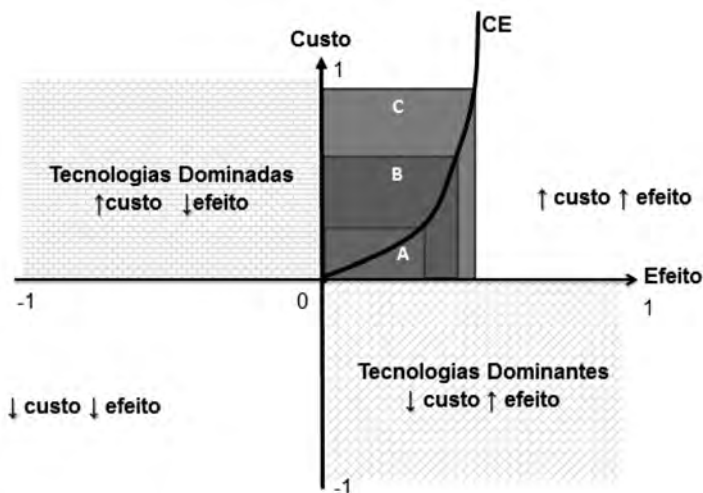 Custo
CE
1
C
Tecnologias Dominadas
↑custo ↓efeito
B
↑ custo ↑ efeito
A
Efeito
-1
0
1
Tecnologias Dominantes
↓ custo ↑ efeito
↓ custo ↓ efeito
-1